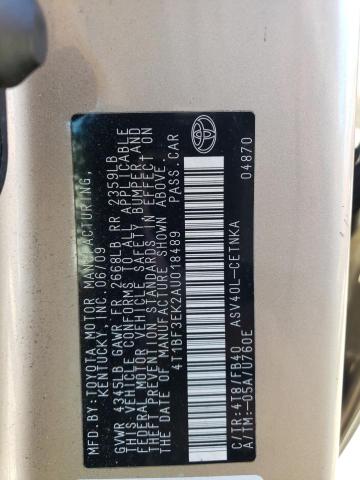 MFD.BY:TOYOTA MOTOR MANUFACTURING,
KENTUCKY, INC. 06/09
GVWR 4345LB GAWR FR 2608LB RR 2359LB
THIS VEHICLE CONFORMS TO ALL APPLICABLE
FEDERAL MOTOR VEHICLE SAFETY, BUMPER, AND
THEFT PREVENTION STANDARDS IN EFFECT ON
THE DATE OF MANUFACTURE SHOWN ABOVE.
4T1BF3EK2AU018489 PASS.CAR
C/TR:4T8/FB40 ASV40L-CETNKA
A/TM:-05A/U760E 04870